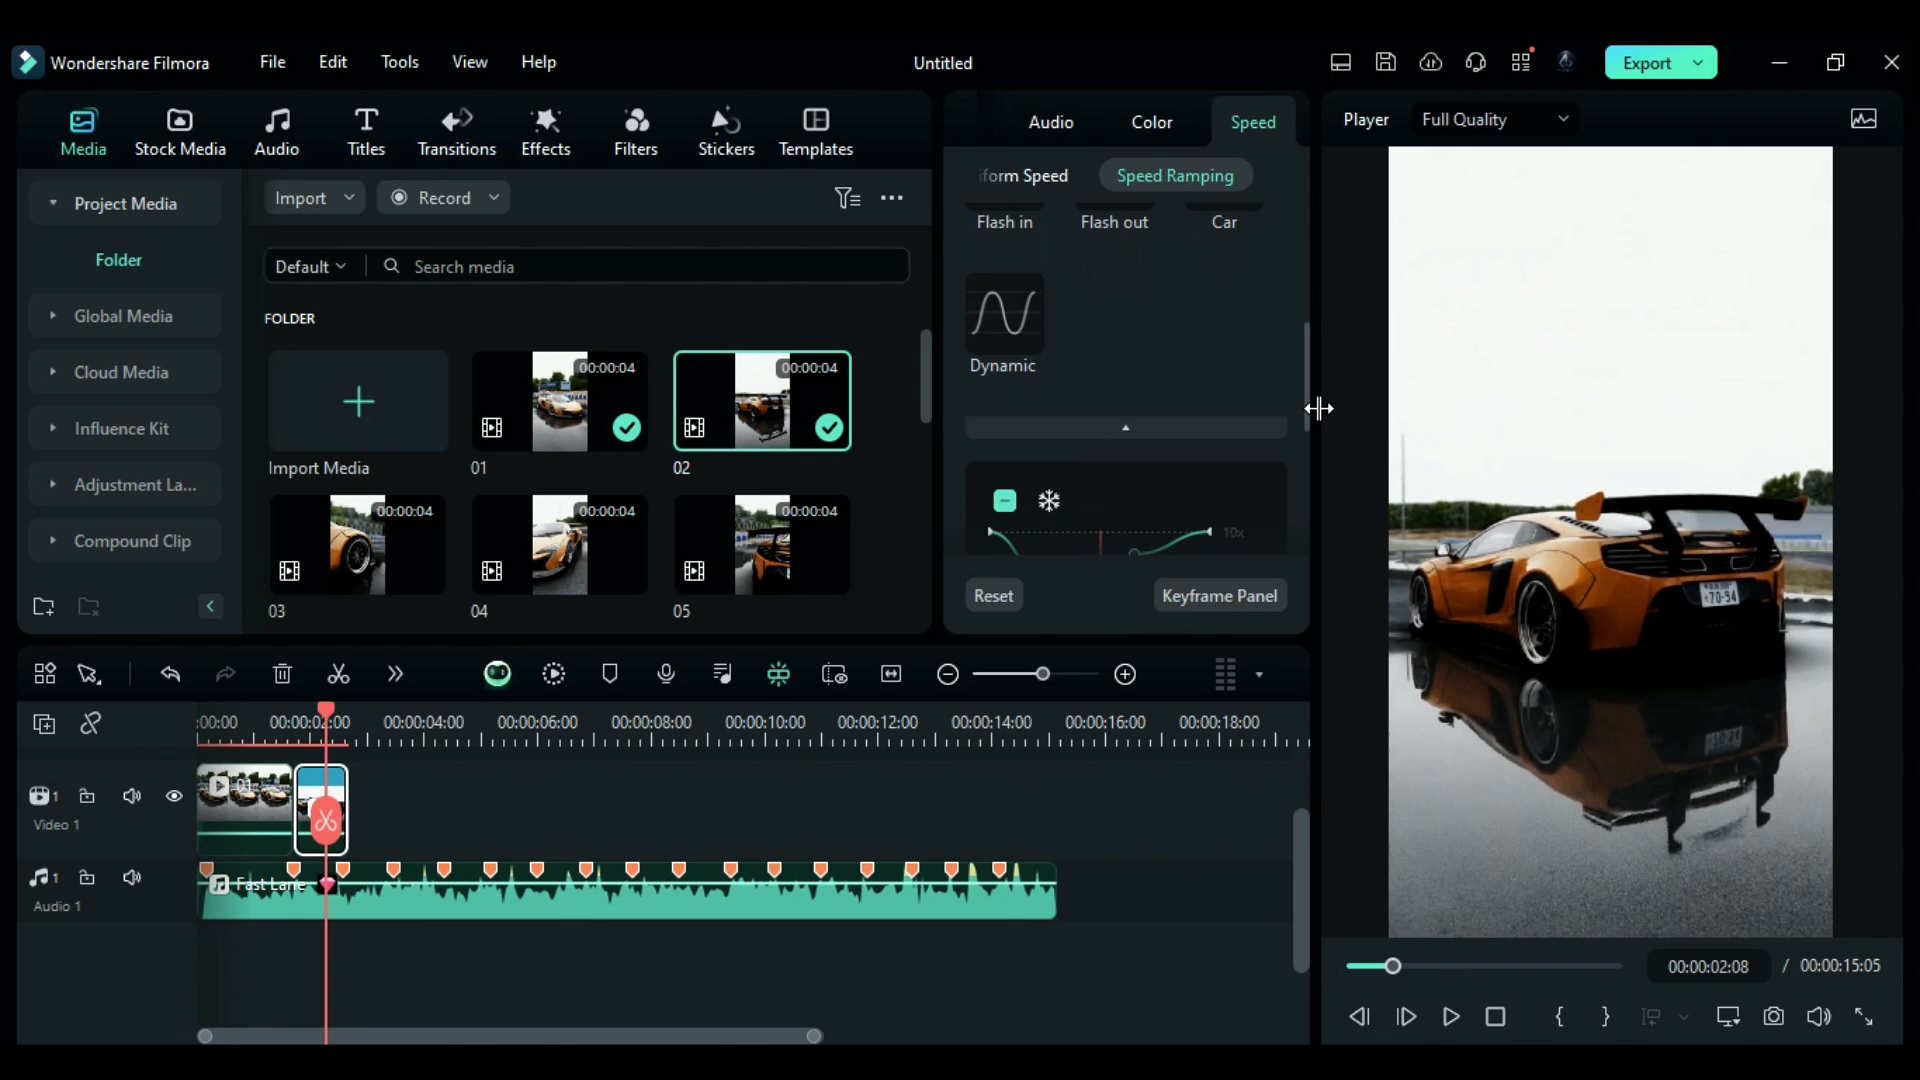 Wondershare Filmora File Edit Tools View Help Untitled Export
Media Stock Media Audio Titles Transitions Effects Filters Stickers Templates
Project Media
Folder
Global Media
Cloud Media
Influence Kit
Adjustment La...
Compound Clip
Import Record
Default Search media
FOLDER
00:00:04 00:00:04
Import Media 01 02
00:00:04 00:00:04 00:00:04
03 04 05
Audio Color Speed
iform Speed Speed Ramping
Flash in Flash out Car
Dynamic
10x
Reset Keyframe Panel
Player Full Quality
70-94
00:00:02:08 / 00:00:15:05
:00:00 00:00:02:00 00:00:04:00 00:00:06:00 00:00:08:00 00:00:10:00 00:00:12:00 00:00:14:00 00:00:16:00 00:00:18:00
1 01
Video 1
1 Fast Lane
Audio 1